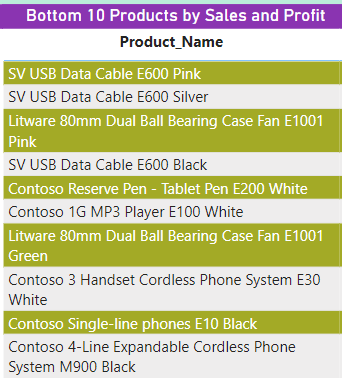 Bottom 10 Products by Sales and Profit
Product_Name
SV USB Data Cable E600 Pink
SV USB Data Cable E600 Silver
Litware 80mm Dual Ball Bearing Case Fan E1001
Pink
SV USB Data Cable E600 Black
Contoso Reserve Pen - Tablet Pen E200 White
Contoso 1G MP3 Player E100 White
Litware 80mm Dual Ball Bearing Case Fan E1001
Green
Contoso 3 Handset Cordless Phone System E30
White
Contoso Single-line phones E10 Black
Contoso 4-Line Expandable Cordless Phone
System M900 Black